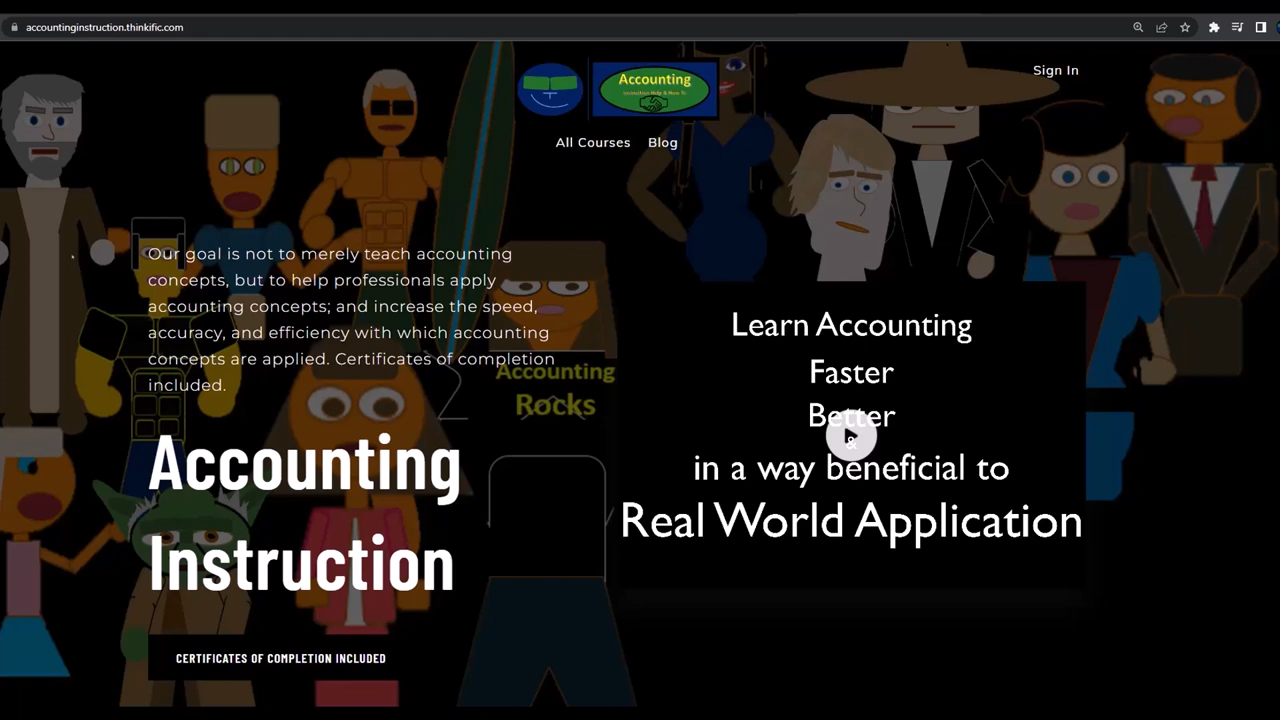 accountinginstruction.thinkific.com
Sign In
Accounting
All Courses
Blog
Our goal is not to merely teach accounting
concepts, but to help professionals apply
accounting concepts; and increase the speed,
accuracy, and efficiency with which accounting
concepts are applied. Certificates of completion
included.
Accounting
Rocks
Accounting
Instruction
CERTIFICATES OF COMPLETION INCLUDED
Learn Accounting
Faster
Better
&
in a way beneficial to
Real World Application